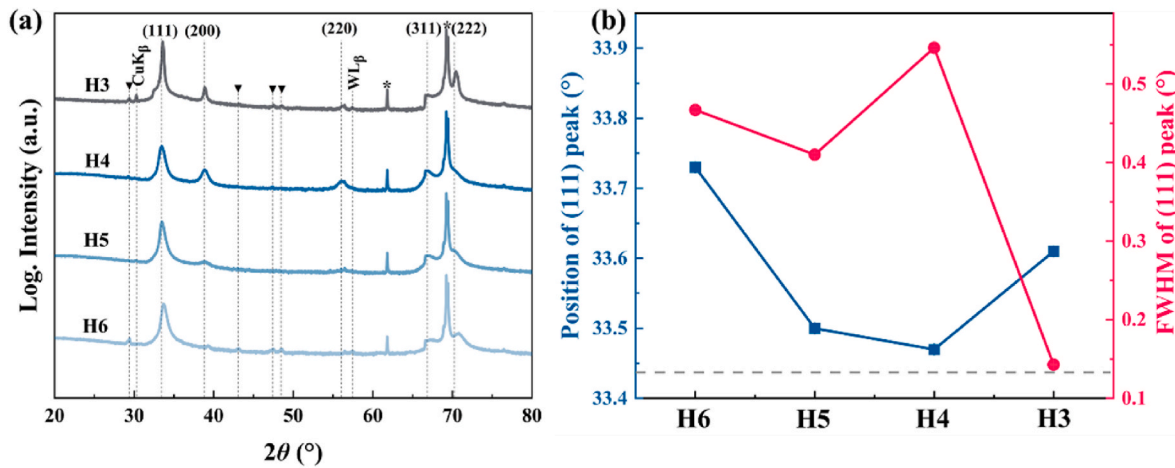 (a)
(111)
(200)
(220)
(311)
*
(222)
CuKβ
WLβ
*
H3
H4
H5
H6
Log. Intensity (a.u.)
20
30
40
50
60
70
80
2θ (°)
(b)
33.9
33.8
33.7
33.6
33.5
33.4
Position of (111) peak (°)
0.5
0.4
0.3
0.2
0.1
FWHM of (111) peak (°)
H6
H5
H4
H3